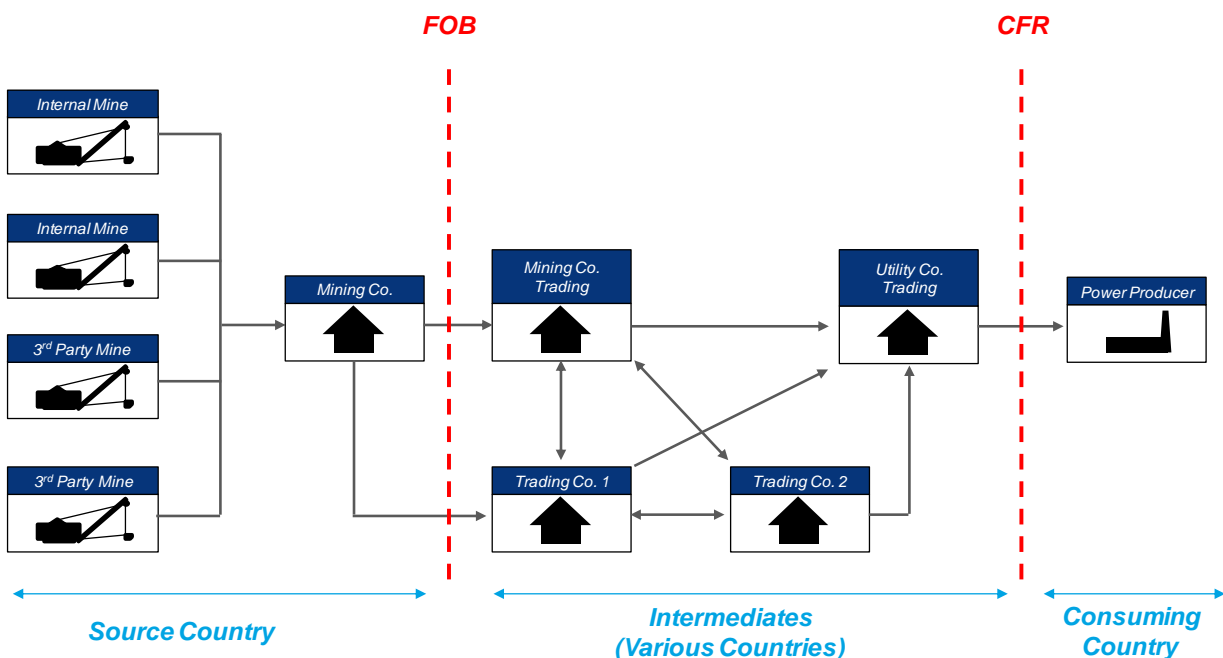 FOB
CFR
Internal Mine
Internal Mine
3rd Party Mine
3rd Party Mine
Mining Co.
Mining Co.
Trading
Trading Co. 1
Trading Co. 2
Utility Co.
Trading
Power Producer
Source Country
Intermediates
(Various Countries)
Consuming
Country